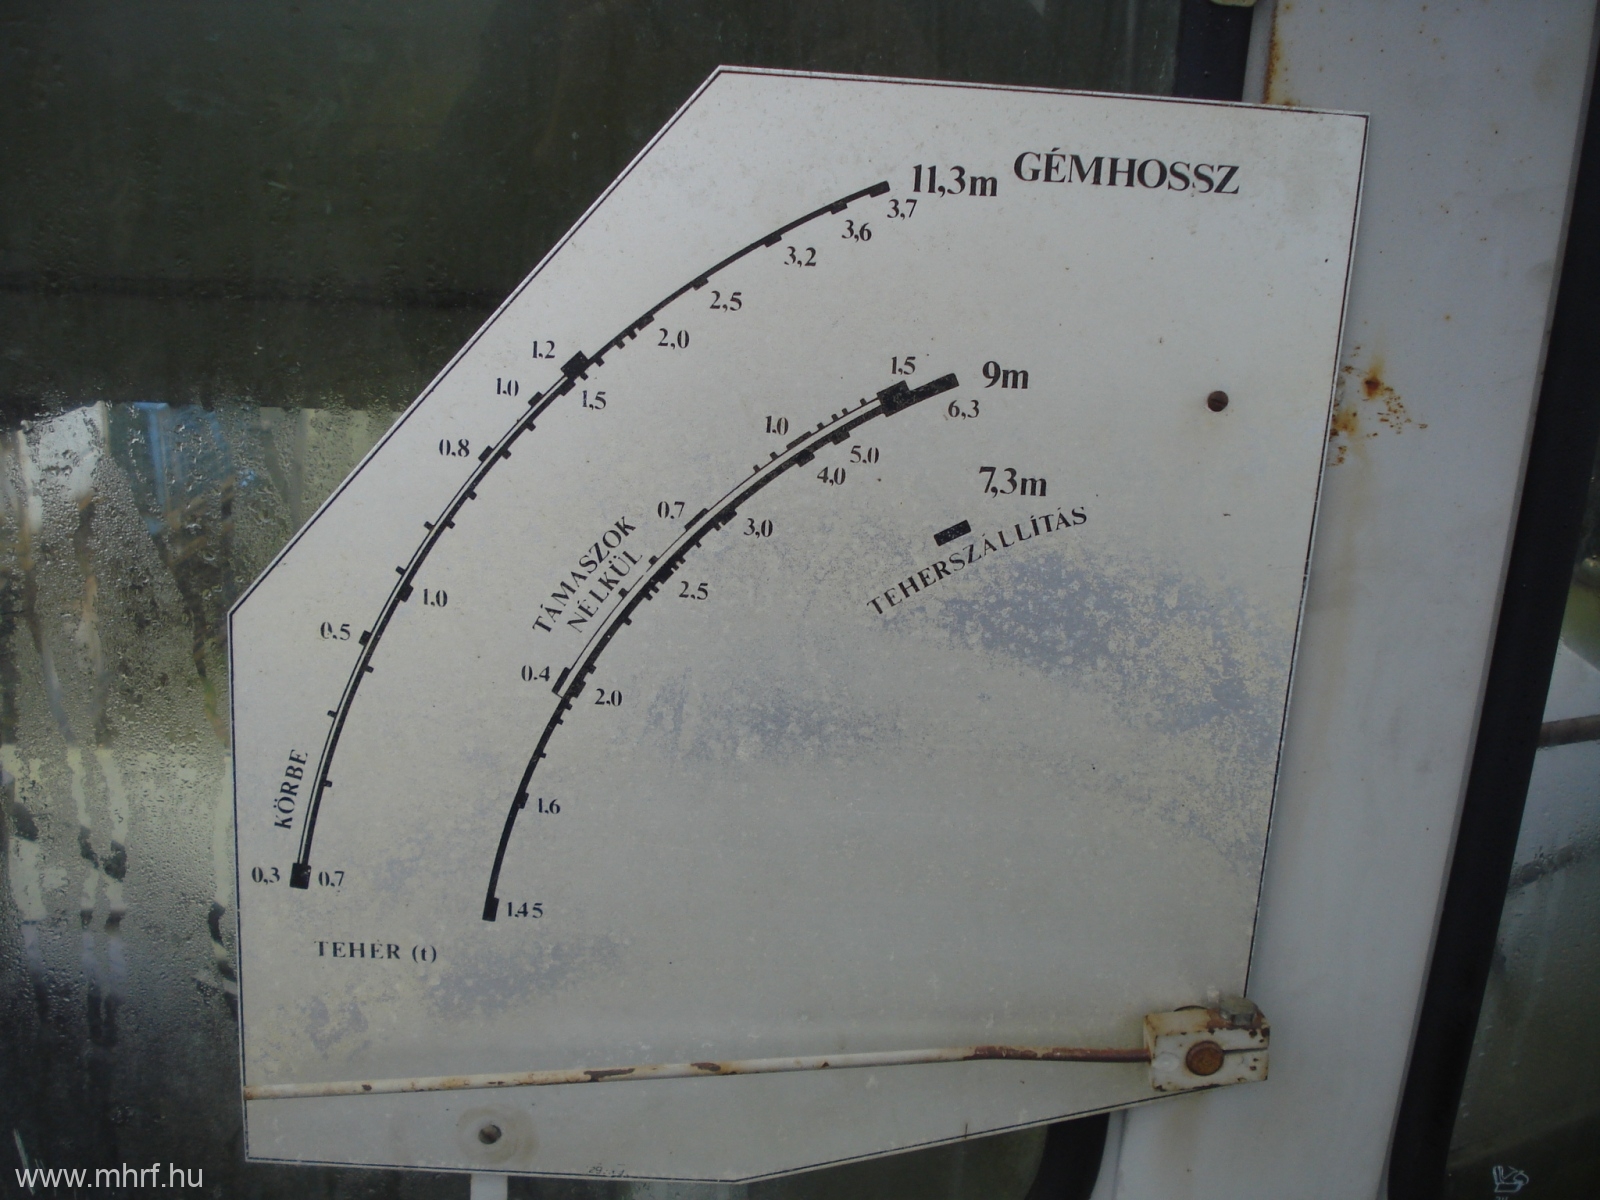 11,3m GÉMHOSSZ
3,7
3,6
3,2
2,5
2,0
1.2
1.0
1,5
0.8
1.0
0.5
KÖRBE
0,3
0,7
9m
1.5
6,3
1.0
5.0
4,0
0.7
3,0
TÁMASZOK
NÉLKÜL
2.5
0.4
2.0
1.6
1.45
7,3m
TEHERSZÁLLÍTÁS
TEHÉR (t)
www.mhrf.hu